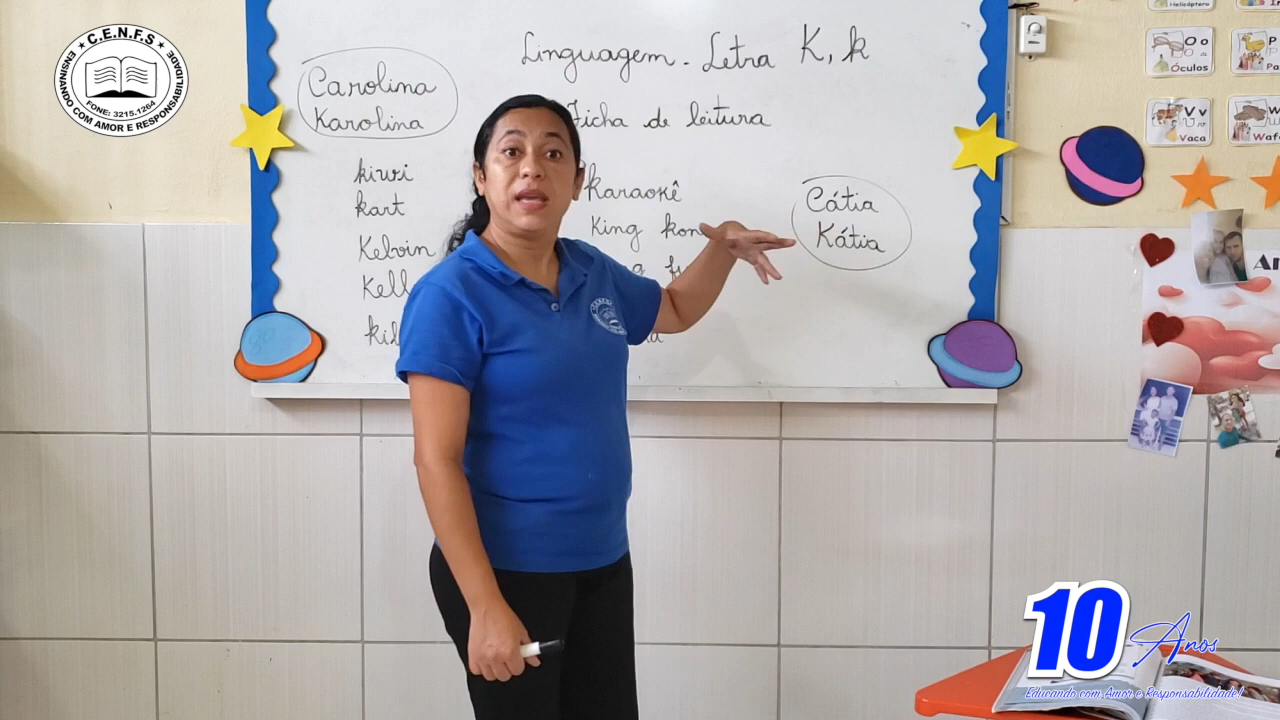 C.E.N.F.S
ENSINANDO COM AMOR E RESPONSABILIDADE
FONE: 3215.1264
Linguagem - Letra K, k
Ficha de leitura
Carolina
Karolina
kiwi
kart
Kelvin
karaokê
King
Cátia
Kátia
Helicóptero
O o
Óculos
V v
Vaca
10 Anos
Educando com Amor e Responsabilidade!